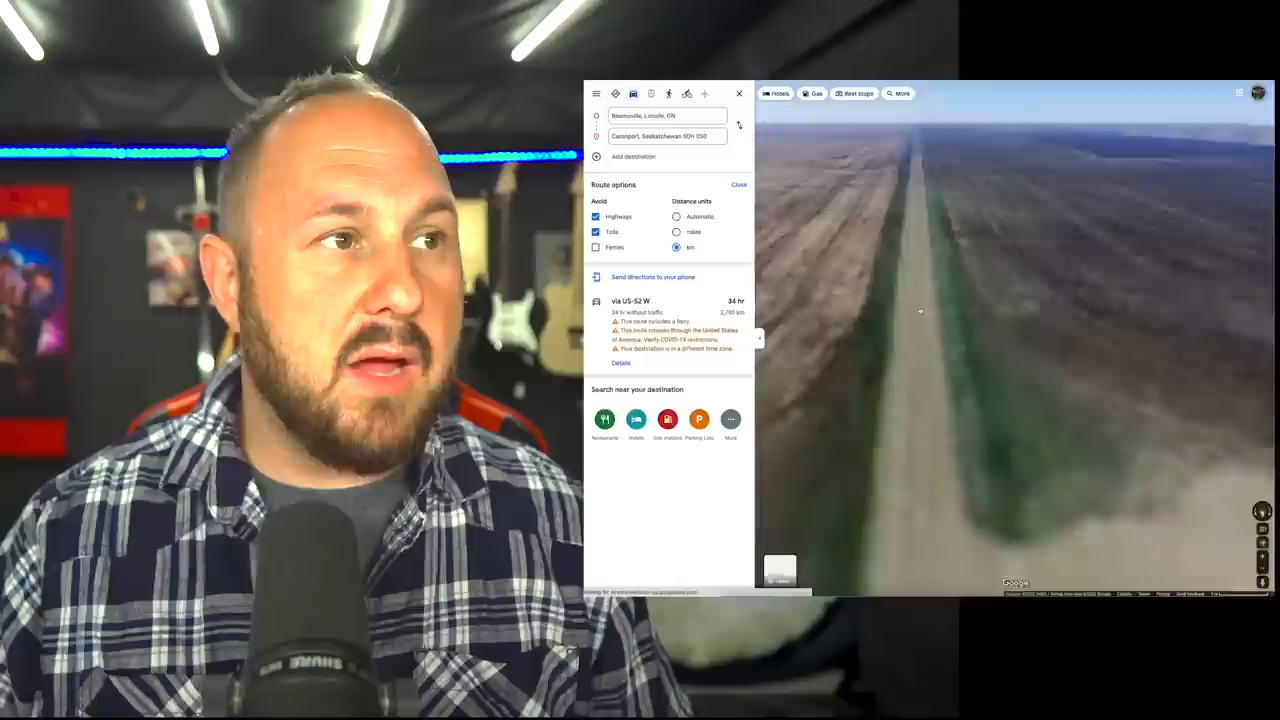 Hotels
Gas
Rest stops
More
Beamsville, Lincoln, ON
Caronport, Saskatchewan S0H 0S0
Add destination
Route options
Close
Avoid
Distance units
Highways
Automatic
Tolls
miles
Ferries
km
Send directions to your phone
via US-52 W
34 hr
34 hr without traffic
2,790 km
This route includes a ferry.
This route crosses through the United States
of America. Verify COVID-19 restrictions.
Your destination is in a different time zone.
Details
Search near your destination
P
Restaurants
Hotels
Gas stations
Parking Lots
More
Google
SHURE